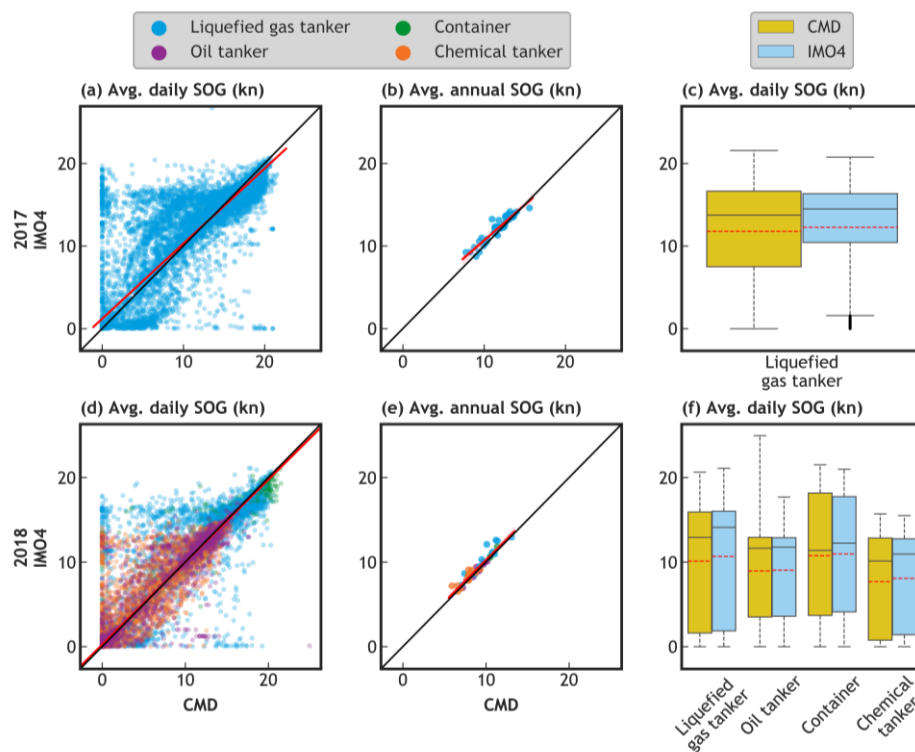 Liquefied gas tanker
Container
Oil tanker
Chemical tanker
CMD
IMO4
(a) Avg. daily SOG (kn)
(b) Avg. annual SOG (kn)
(c) Avg. daily SOG (kn)
2017
IMO4
20
10
0
0
10
20
0
10
20
20
10
0
Liquefied
gas tanker
(d) Avg. daily SOG (kn)
(e) Avg. annual SOG (kn)
(f) Avg. daily SOG (kn)
2018
IMO4
20
10
0
0
10
20
CMD
20
10
0
0
10
20
CMD
20
10
0
Liquefied
gas tanker
Oil tanker
Container
Chemical
tanker